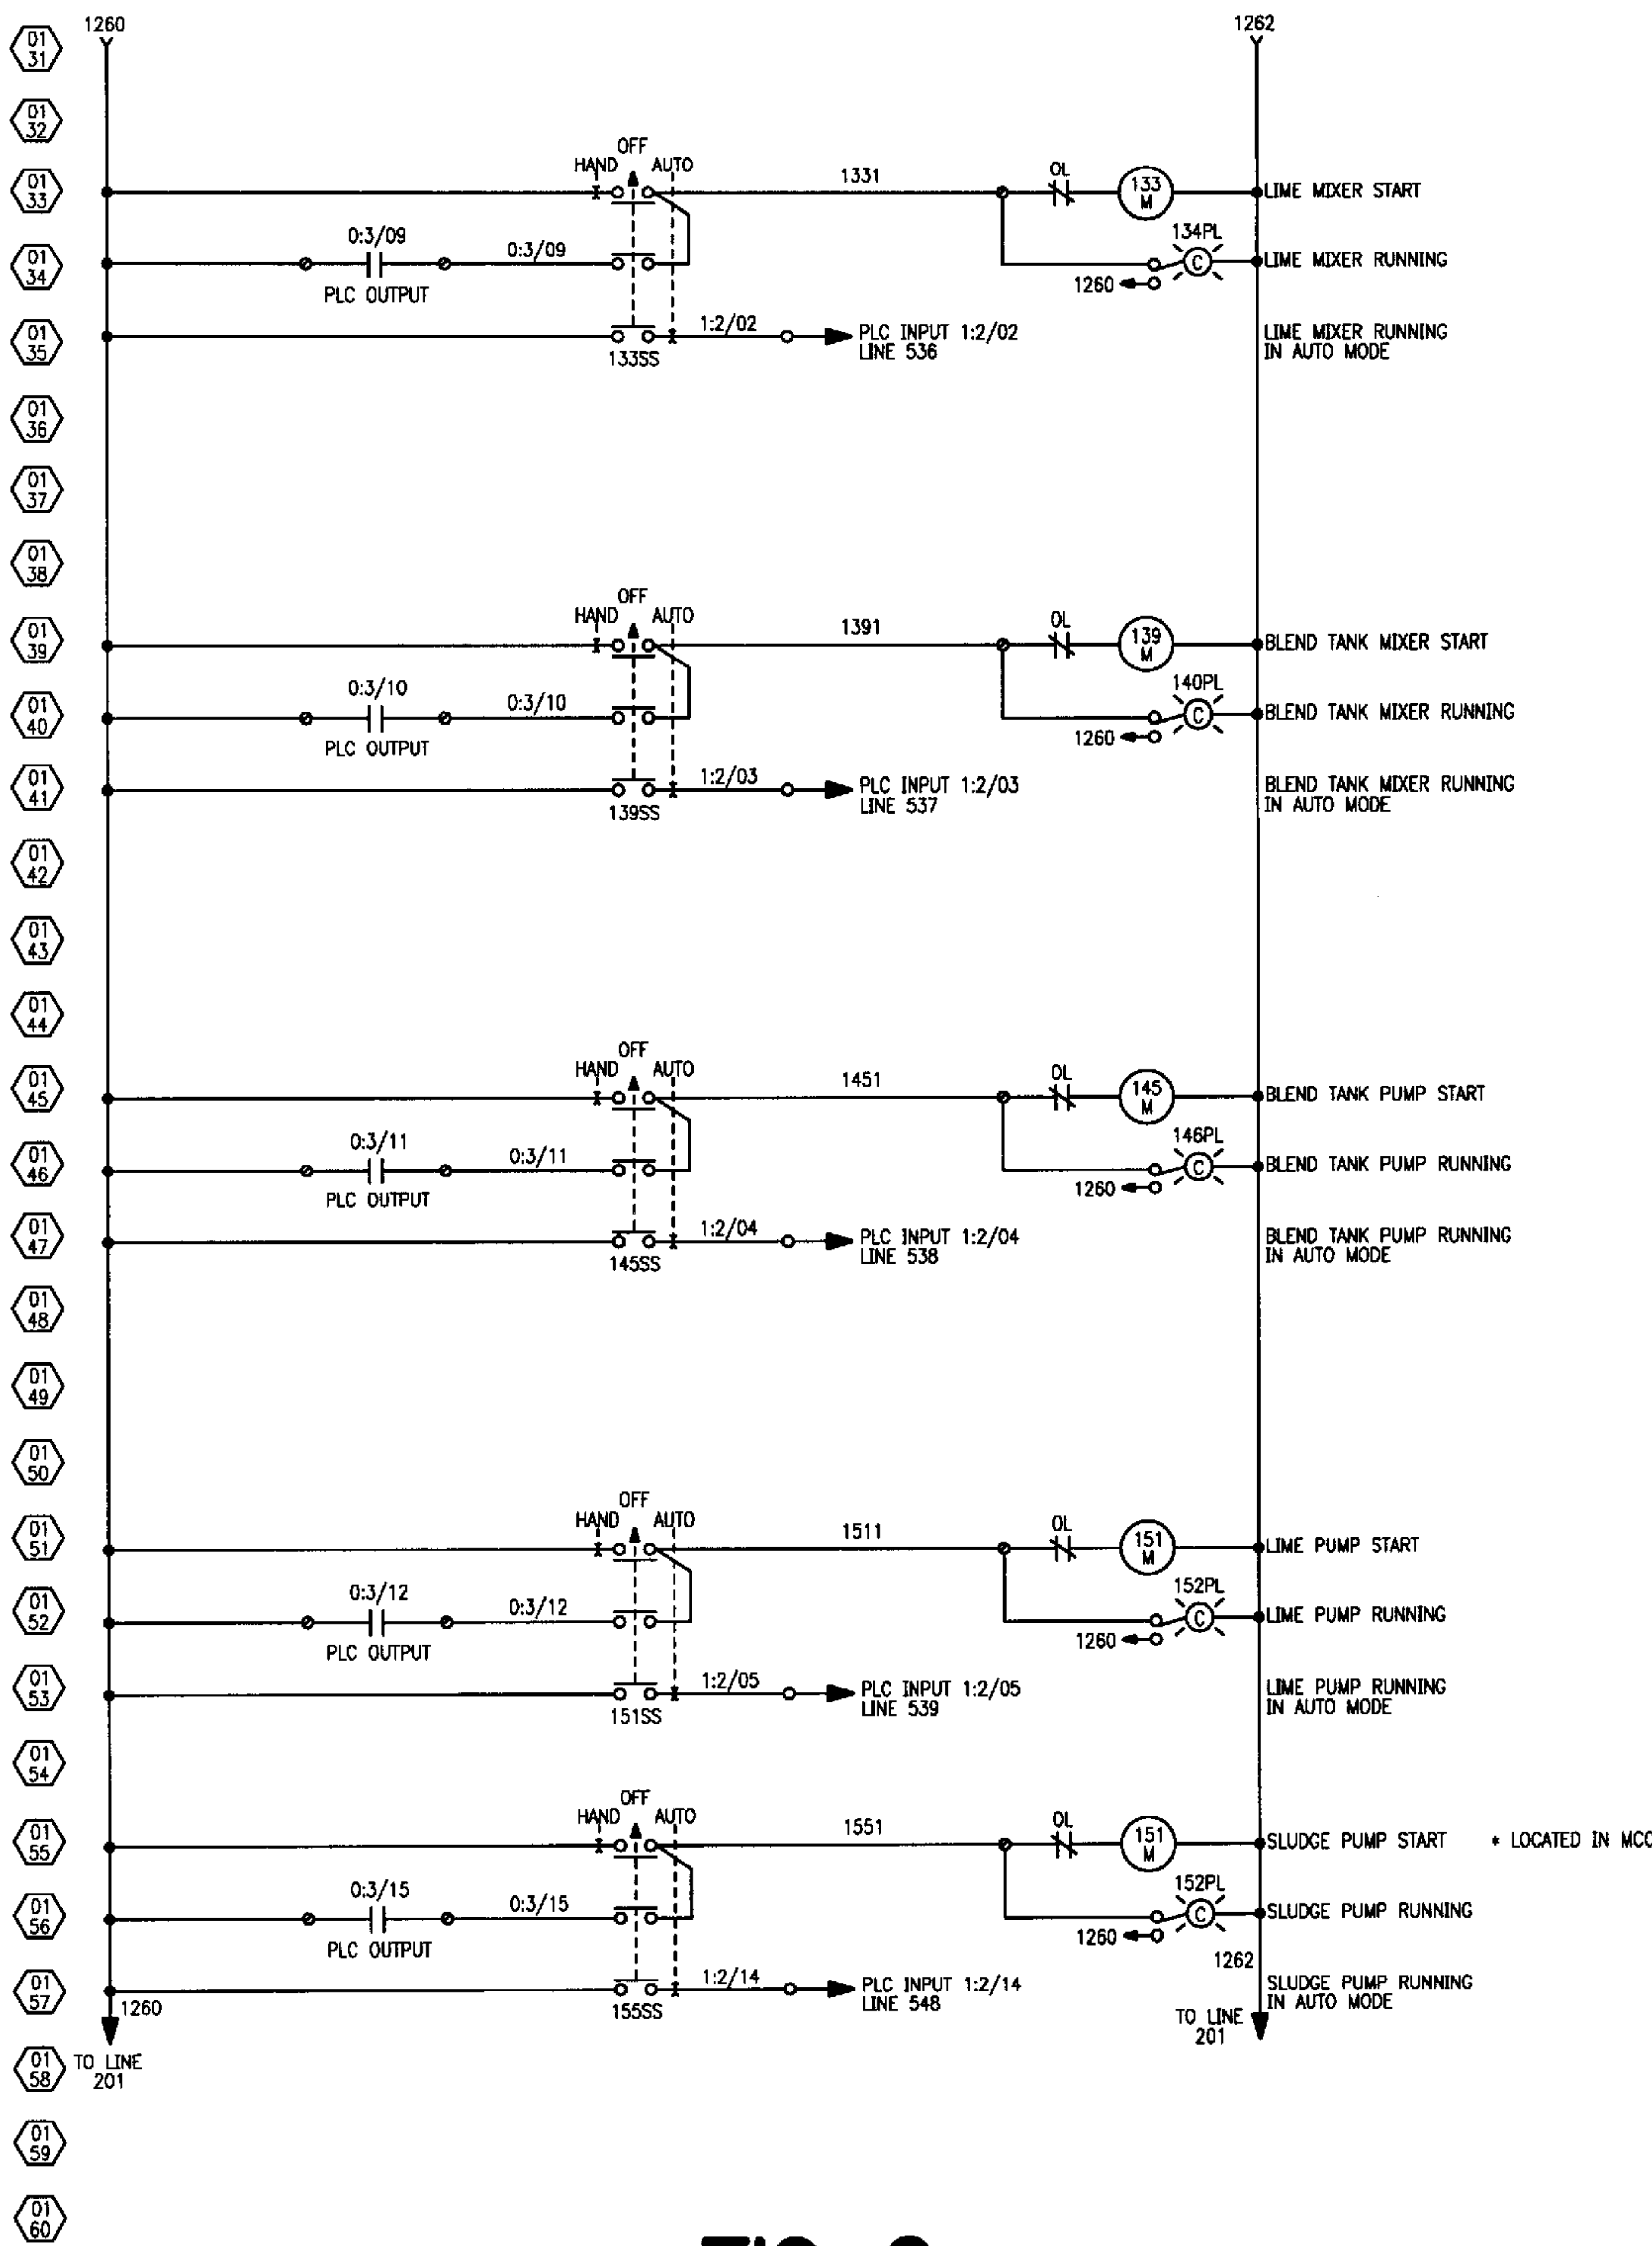 1260
1262
01
31
01
32
OFF
HAND AUTO
01
33
1331
OL
133
M
LIME MIXER START
01
34
0:3/09
0:3/09
PLC OUTPUT
134PL
C
1260
LIME MIXER RUNNING
01
35
133SS
1:2/02
PLC INPUT 1:2/02
LINE 536
LIME MIXER RUNNING
IN AUTO MODE
01
36
01
37
01
38
OFF
HAND AUTO
01
39
1391
OL
139
M
BLEND TANK MIXER START
01
40
0:3/10
0:3/10
PLC OUTPUT
140PL
C
1260
BLEND TANK MIXER RUNNING
01
41
139SS
1:2/03
PLC INPUT 1:2/03
LINE 537
BLEND TANK MIXER RUNNING
IN AUTO MODE
01
42
01
43
01
44
OFF
HAND AUTO
01
45
1451
OL
145
M
BLEND TANK PUMP START
01
46
0:3/11
0:3/11
PLC OUTPUT
146PL
C
1260
BLEND TANK PUMP RUNNING
01
47
145SS
1:2/04
PLC INPUT 1:2/04
LINE 538
BLEND TANK PUMP RUNNING
IN AUTO MODE
01
48
01
49
01
50
OFF
HAND AUTO
01
51
1511
OL
151
M
LIME PUMP START
01
52
0:3/12
0:3/12
PLC OUTPUT
152PL
C
1260
LIME PUMP RUNNING
01
53
151SS
1:2/05
PLC INPUT 1:2/05
LINE 539
LIME PUMP RUNNING
IN AUTO MODE
01
54
OFF
HAND AUTO
01
55
1551
OL
151
M
SLUDGE PUMP START * LOCATED IN MCC
01
56
0:3/15
0:3/15
PLC OUTPUT
152PL
C
1260
SLUDGE PUMP RUNNING
1262
01
57
1260
155SS
1:2/14
PLC INPUT 1:2/14
LINE 548
SLUDGE PUMP RUNNING
IN AUTO MODE
TO LINE
201
01
58
TO LINE
201
01
59
01
60